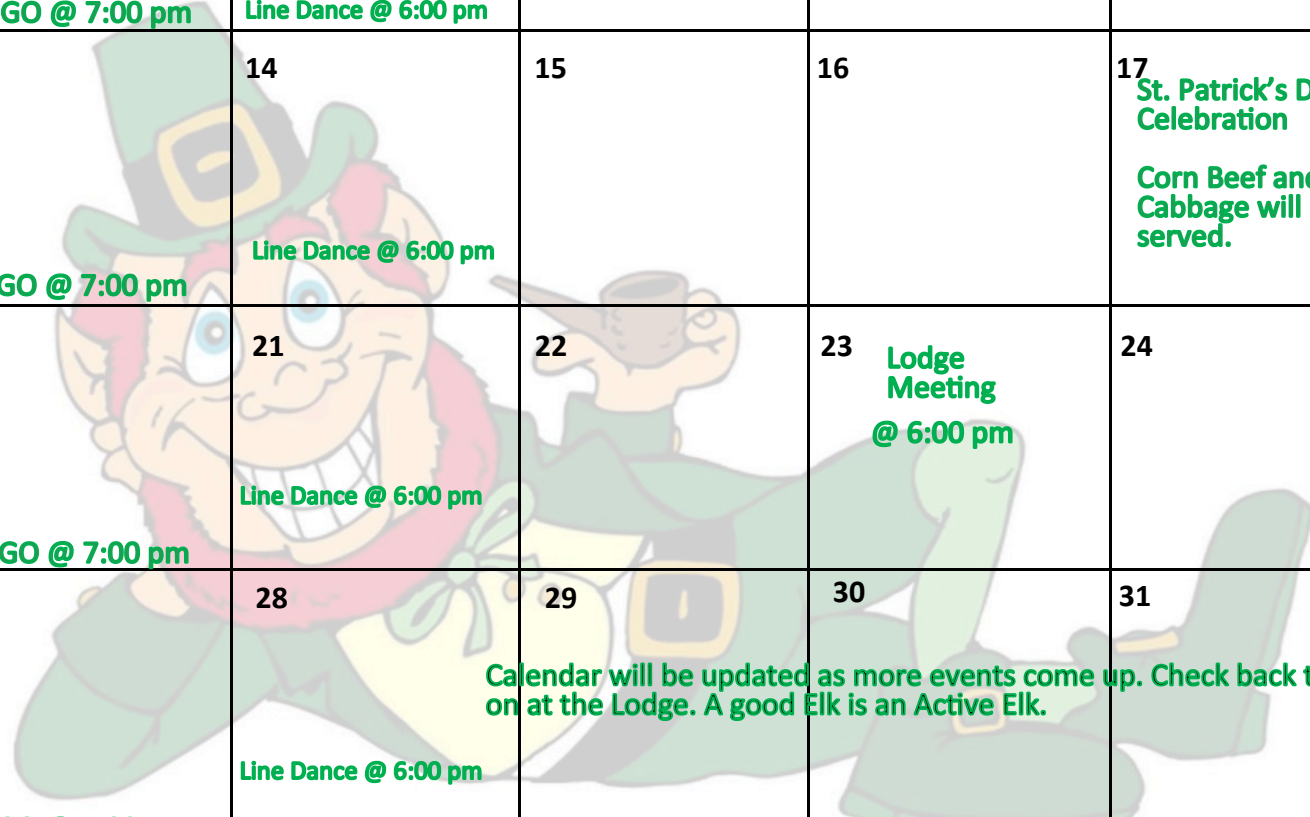 GO @ 7:00 pm
Line Dance @ 6:00 pm
14
Line Dance @ 6:00 pm
15
16
17
St. Patrick's D
Celebration
Corn Beef and
Cabbage will
served.
GO @ 7:00 pm
21
Line Dance @ 6:00 pm
22
23
Lodge
Meeting
@ 6:00 pm
24
GO @ 7:00 pm
28
Line Dance @ 6:00 pm
29
30
31
Calendar will be updated as more events come up. Check back t
on at the Lodge. A good Elk is an Active Elk.